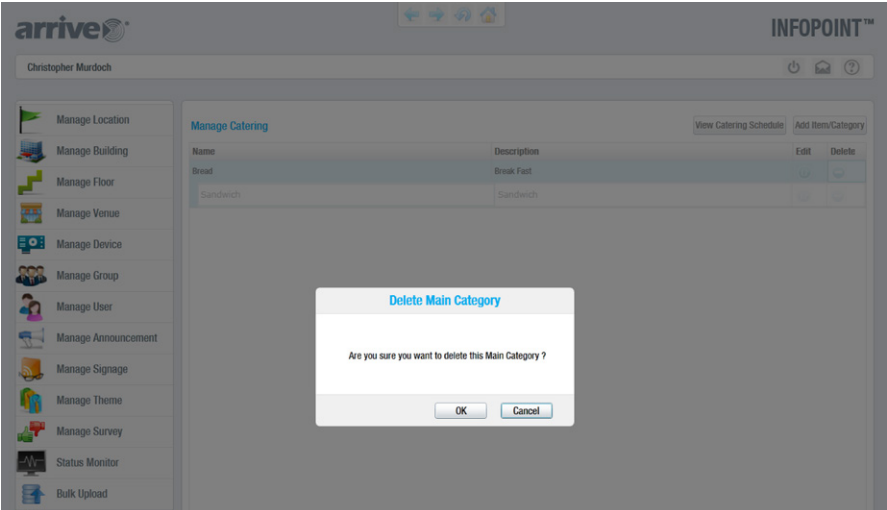 arrive
INFOPOINT™
Christopher Murdoch
Manage Location
Manage Building
Manage Floor
Manage Venue
Manage Device
Manage Group
Manage User
Manage Announcement
Manage Signage
Manage Theme
Manage Survey
Status Monitor
Bulk Upload
Manage Catering
View Catering Schedule
Add Item/Category
Name Description Edit Delete
Bread Break Fast
Sandwich Sandwich
Delete Main Category
Are you sure you want to delete this Main Category ?
OK Cancel